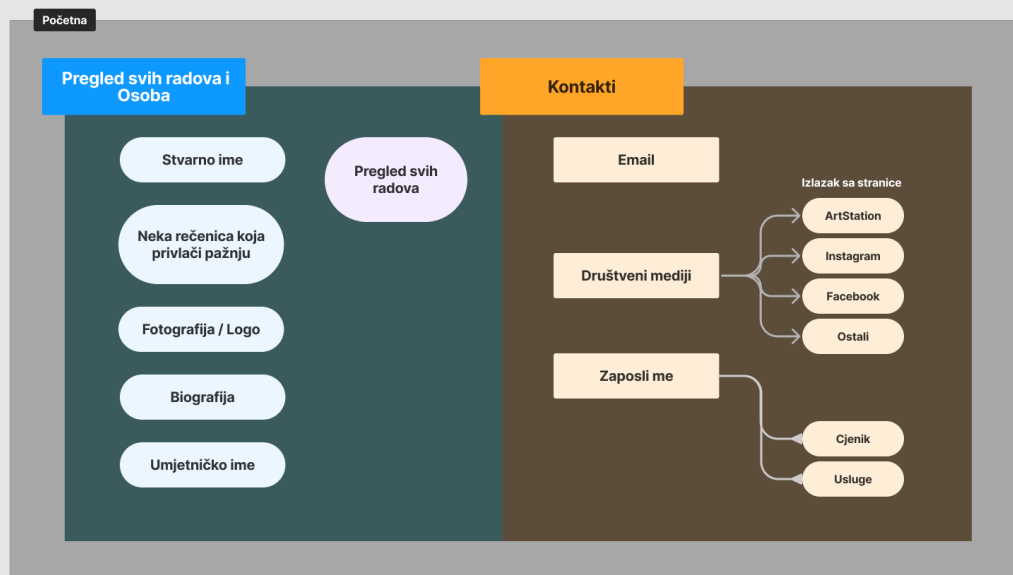 Početna
Pregled svih radova i
Osoba
Stvarno ime
Neka rečenica koja
privlači pažnju
Fotografija / Logo
Biografija
Umjetničko ime
Pregled svih
radova
Kontakti
Email
Društveni mediji
Izlazak sa stranice
ArtStation
Instagram
Facebook
Ostali
Zaposli me
Cjenik
Usluge